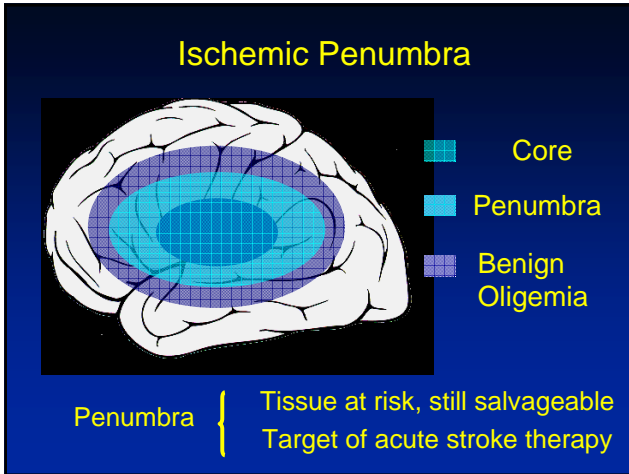 Ischemic Penumbra
Core
Penumbra
Benign
Oligemia
Penumbra
Tissue at risk, still salvageable
Target of acute stroke therapy